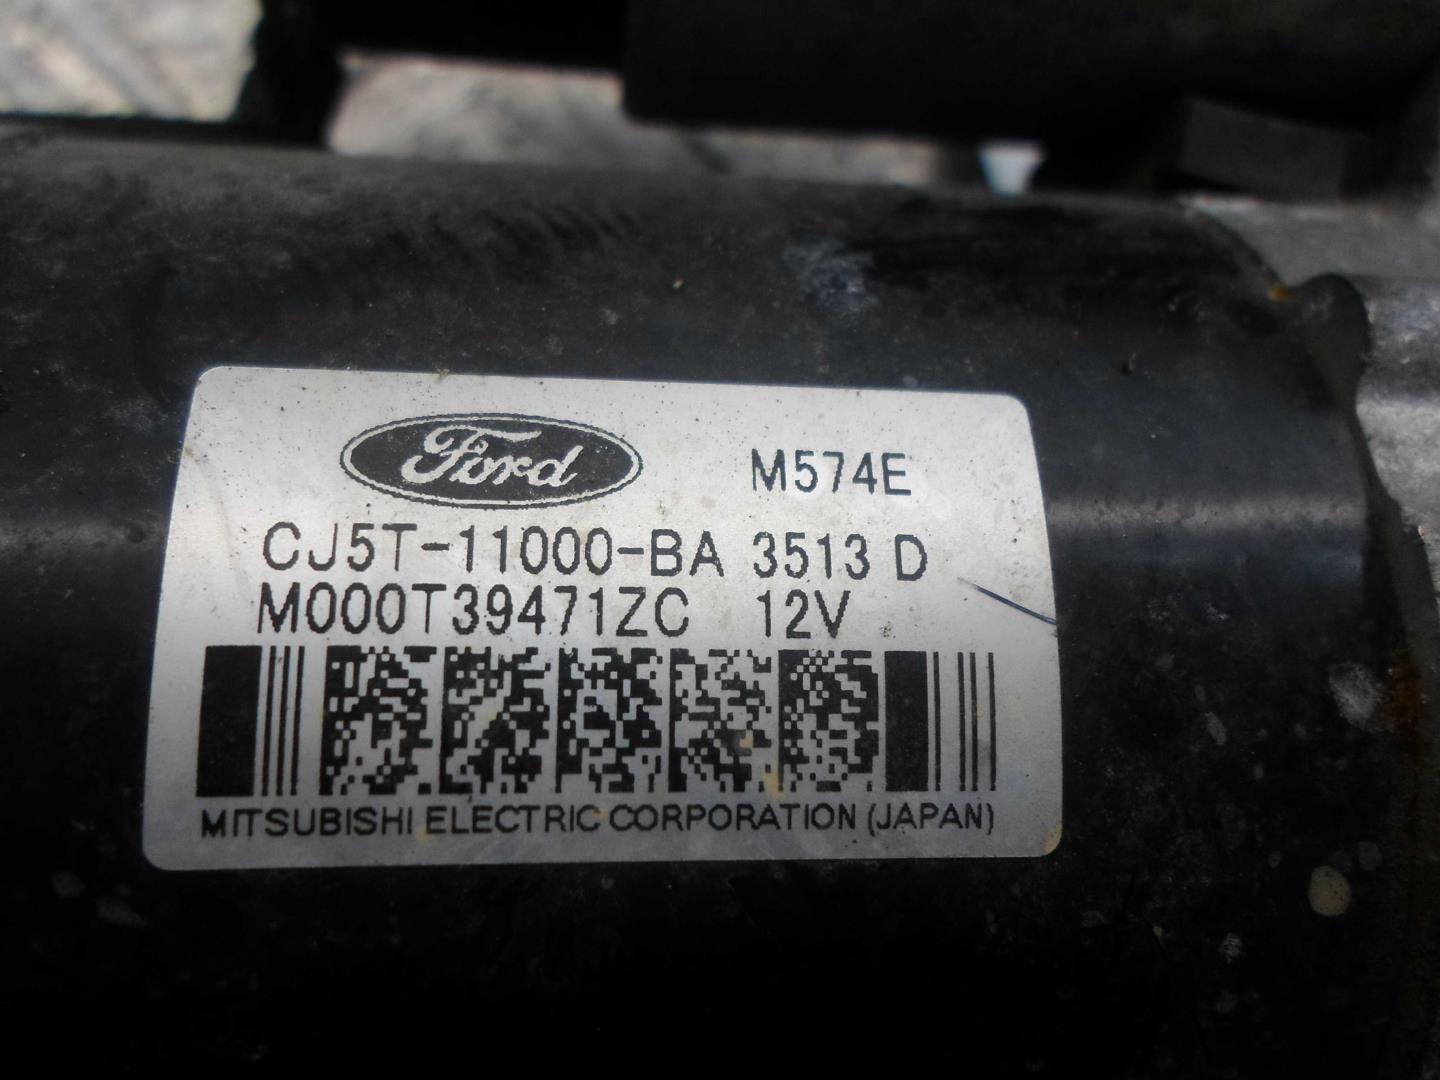 Ford M574E
CJ5T-11000-BA 3513 D
M000T39471ZC 12V
MITSUBISHI ELECTRIC CORPORATION (JAPAN)